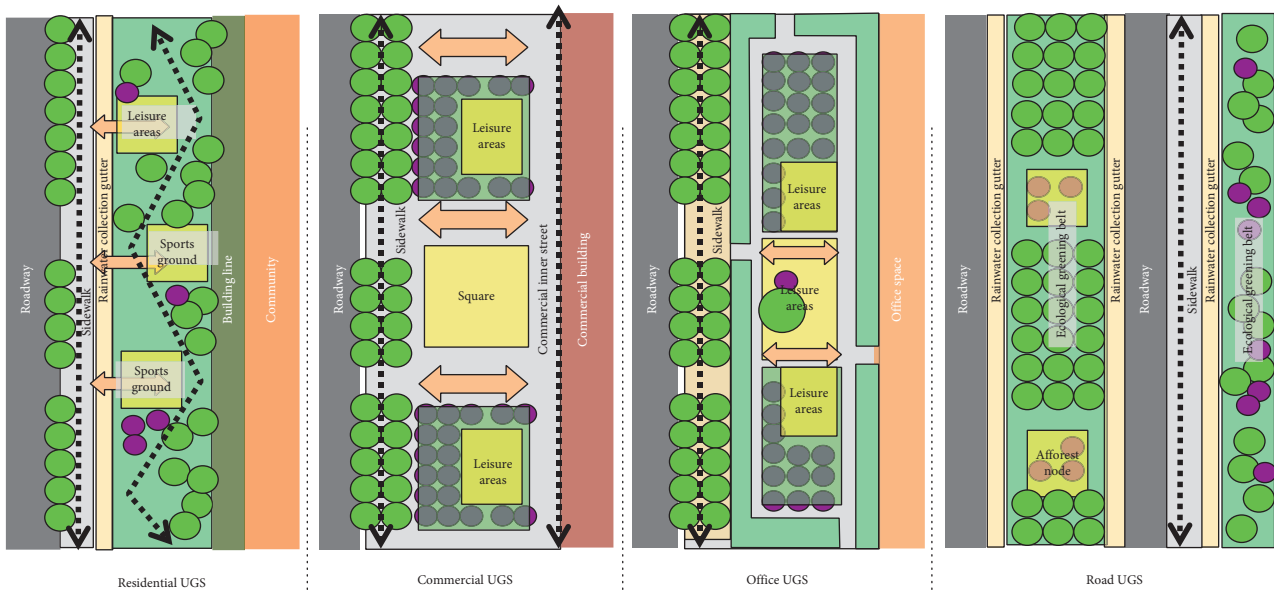 Roadway
Sidewalk
Rainwater collection gutter
Leisure
areas
Sports
ground
Sports
ground
Building line
Community
Residential UGS
Roadway
Sidewalk
Leisure
areas
Square
Leisure
areas
Commercial inner street
Commercial building
Commercial UGS
Roadway
Sidewalk
Leisure
areas
Leisure
areas
Leisure
areas
Office space
Office UGS
Roadway
Rainwater collection gutter
Ecological greening belt
Afforest
node
Rainwater collection gutter
Roadway
Sidewalk
Rainwater collection gutter
Ecological greening belt
Road UGS